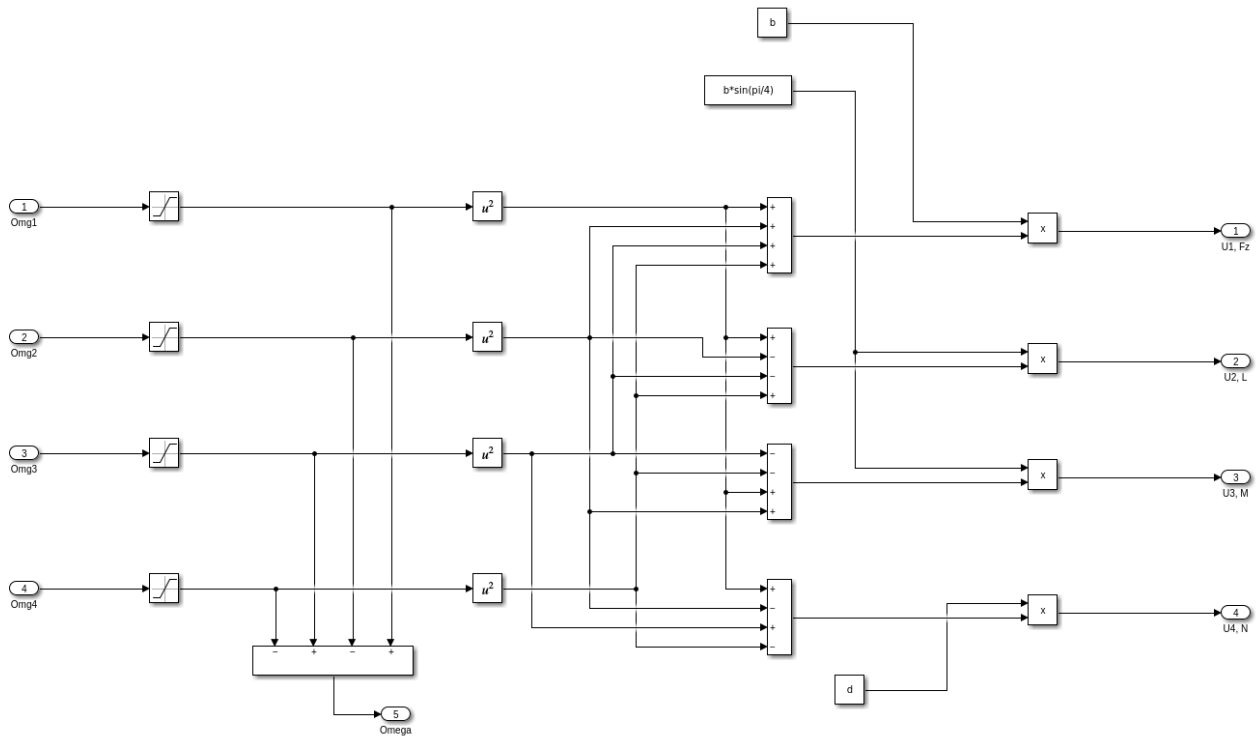 b
b*sin(pi/4)
1
Omg1
u²
+
+
+
+
x
1
U1, Fz
2
Omg2
u²
+
−
−
+
x
2
U2, L
3
Omg3
u²
−
−
+
+
x
3
U3, M
4
Omg4
u²
+
−
+
−
x
4
U4, N
− + − +
d
5
Omega